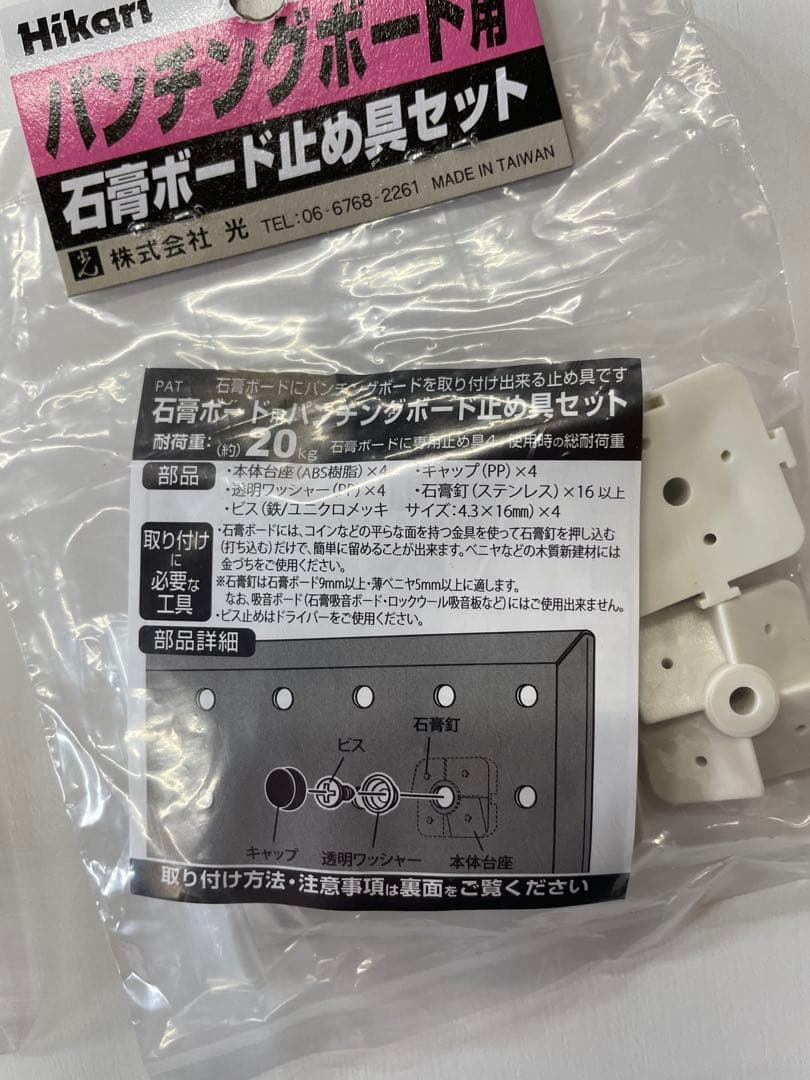 Hikari
パンチングボード用
石膏ボード止め具セット
光 株式会社 光 TEL:06-6768-2261 MADE IN TAIWAN
PAT 石膏ボードにパンチングボードを取り付け出来る止め具です
石膏ボード用パンチングボード止め具セット
耐荷重:(約)20kg 石膏ボードに専用止め具4 使用時の総耐荷重
部品
・本体台座(ABS樹脂)×4 ・キャップ(PP)×4
・透明ワッシャー(PP)×4 ・石膏釘(ステンレス)×16以上
・ビス(鉄/ユニクロメッキ サイズ:4.3×16mm)×4
取り付けに必要な工具
・石膏ボードには、コインなどの平らな面を持つ金具を使って石膏釘を押し込む
(打ち込む)だけで、簡単に留めることが出来ます。ベニヤなどの木質新建材には
金づちをご使用ください。
※石膏釘は石膏ボード9mm以上・薄ベニヤ5mm以上に適します。
なお、吸音ボード(石膏吸音ボード・ロックウール吸音板など)にはご使用出来ません。
・ビス止めはドライバーをご使用ください。
部品詳細
石膏釘
ビス
キャップ
透明ワッシャー
本体台座
取り付け方法・注意事項は裏面をご覧ください